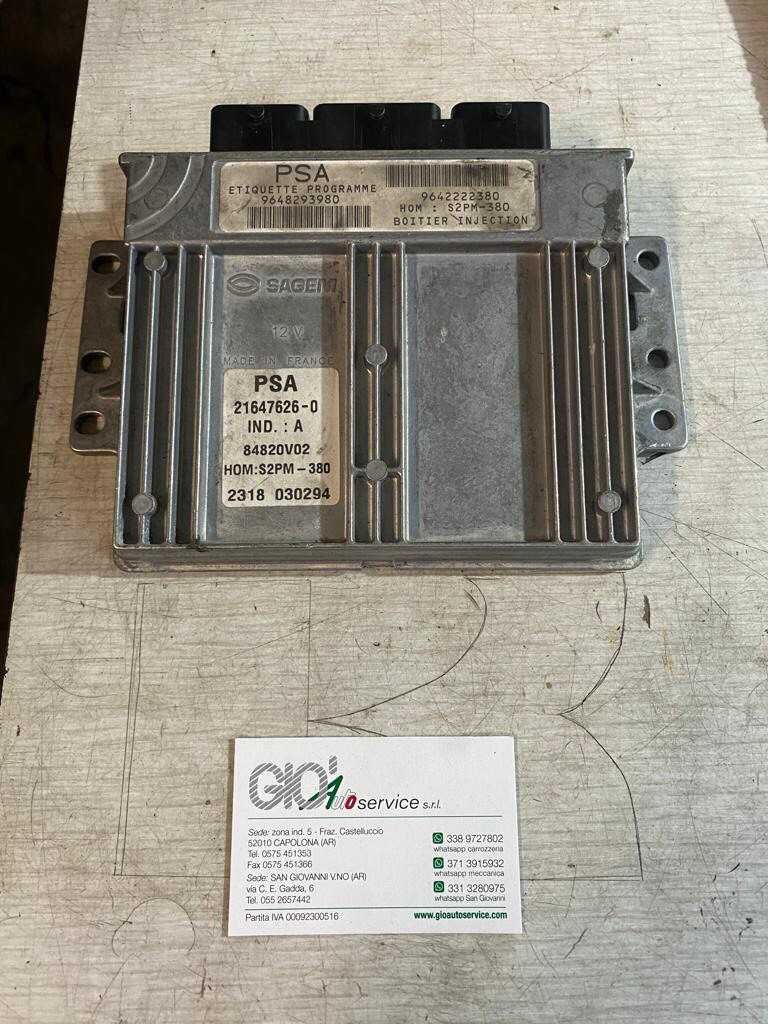 PSA
ETIQUETTE PROGRAMME
9648293980
9642222380
HOM : S2PM-380
BOITIER INJECTION
SAGEM
12 V
MADE IN FRANCE
PSA
21647626-0
IND. : A
84820V02
HOM:S2PM-380
2318 030294
GIO' Autoservice s.r.l.
Sede: zona ind. 5 - Fraz. Castelluccio
52010 CAPOLONA (AR)
Tel. 0575 451353
Fax 0575 451366
Sede: SAN GIOVANNI V.NO (AR)
via C. E. Gadda, 6
Tel. 055 2657442
Partita IVA 00092300516
338 9727802
whatsapp carrozzeria
371 3915932
whatsapp meccanica
331 3280975
whatsapp San Giovanni
www.gioautoservice.com